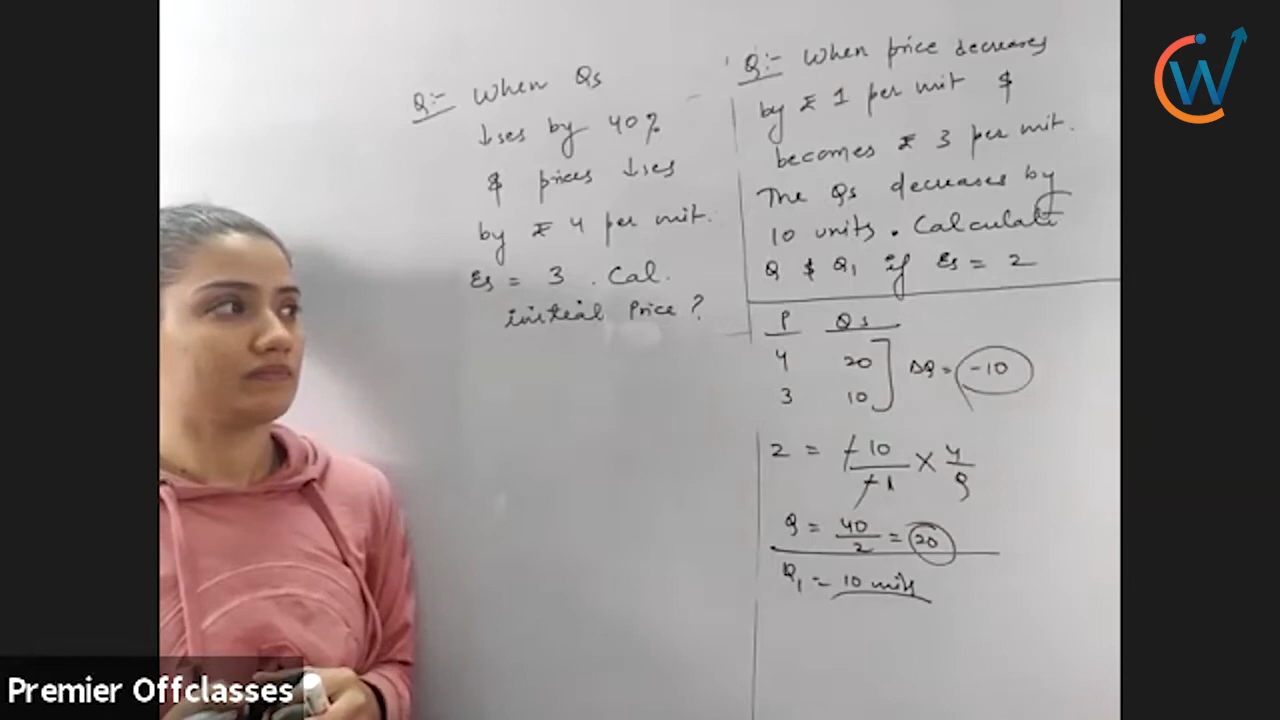 Q:- When Qs
↓ses by 40%
& prices ↓ses
by ₹ 4 per unit.
Es = 3 . Cal.
initial Price ?
Q:- When price decreases
by ₹ 1 per unit &
becomes ₹ 3 per unit.
The Qs decreases by
10 units . Calculate
Q & Q₁ if Es = 2
P Qs
4 20
3 10
ΔQ = -10
2 = -10/-1 × 4/Q
Q = 40/2 = 20
Q₁ = 10 units
CW
Premier Offclasses